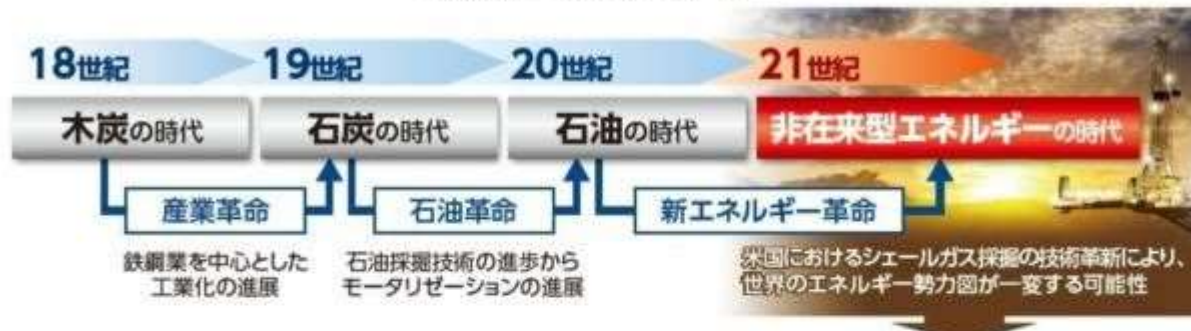 18世紀
19世紀
20世紀
21世紀
木炭の時代
石炭の時代
石油の時代
非在来型エネルギーの時代
産業革命
石油革命
新エネルギー革命
鉄鋼業を中心とした
工業化の進展
石油採掘技術の進歩から
モータリゼーションの進展
米国におけるシェールガス採掘の技術革新により、
世界のエネルギー勢力図が一変する可能性